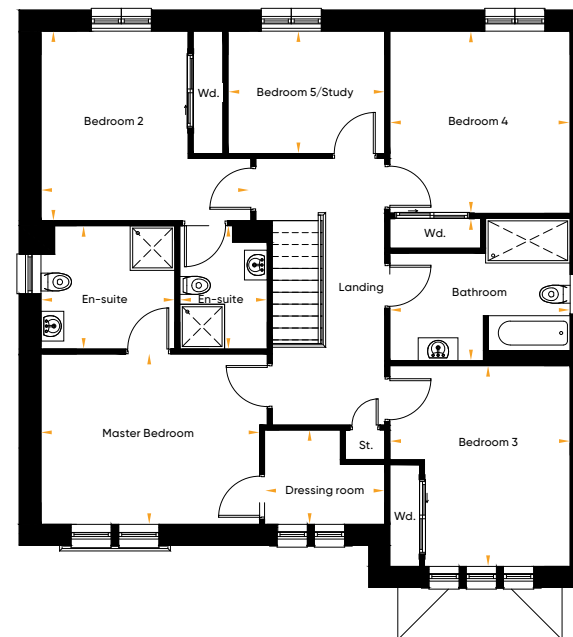 Wd.
Bedroom 5/Study
Bedroom 2
Bedroom 4
Wd.
En-suite
En-suite
Landing
Bathroom
Master Bedroom
St.
Bedroom 3
Dressing room
Wd.